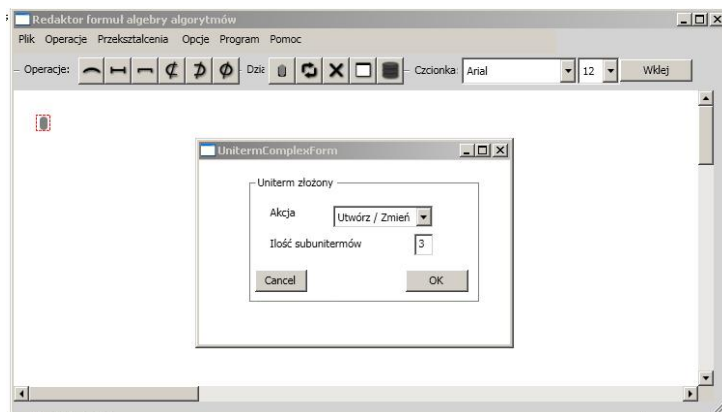 Redaktor formuł algebry algorytmów
Plik Operacje Przekształcenia Opcje Program Pomoc
Operacje: Dzia Czcionka: Arial 12 Wklej
UnitermComplexForm
Uniterm złożony
Akcja Utwórz / Zmień
Ilość subunitermów 3
Cancel OK